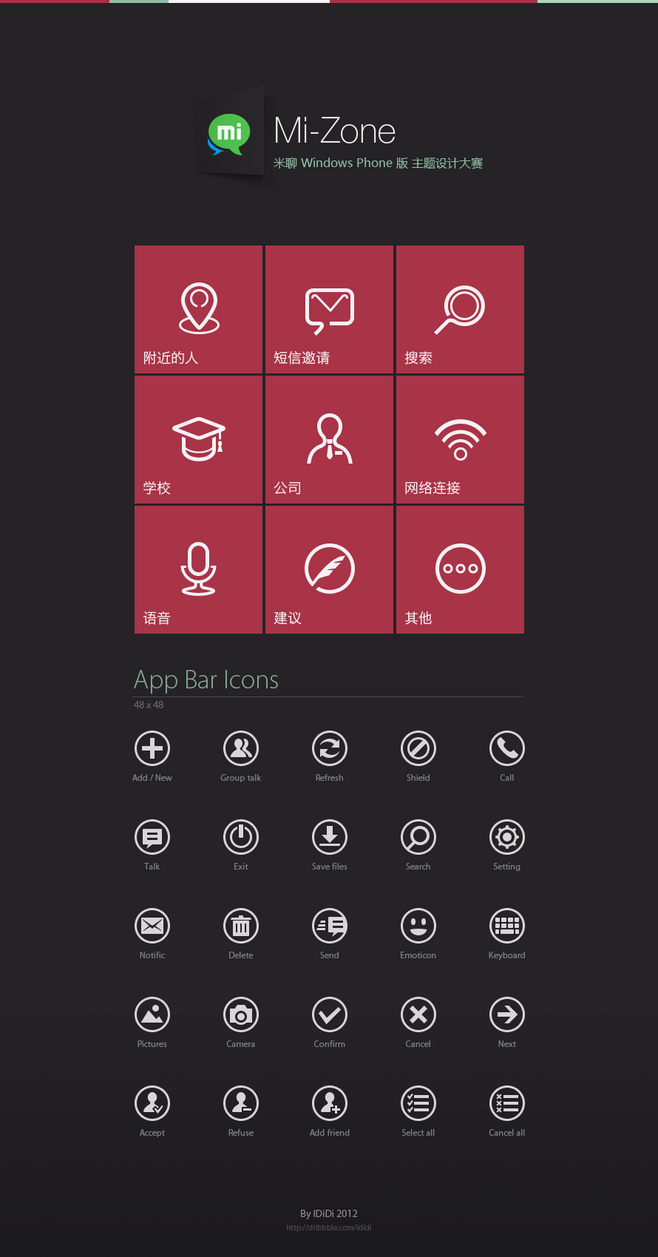 mi
Mi-Zone
米聊 Windows Phone 版 主题设计大赛
附近的人 短信邀请 搜索
学校 公司 网络连接
语音 建议 其他
App Bar Icons
48 x 48
Add / New Group talk Refresh Shield Call
Talk Exit Save files Search Setting
Notific Delete Send Emoticon Keyboard
Pictures Camera Confirm Cancel Next
Accept Refuse Add friend Select all Cancel all
By IDiDi 2012
http://dribbble.com/ididi